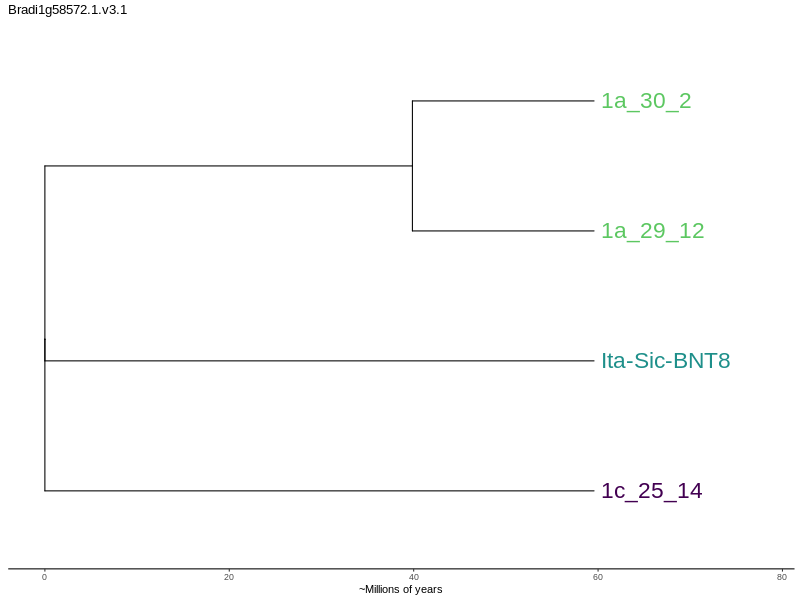 Bradi1g58572.1.v3.1
1a_30_2
1a_29_12
Ita-Sic-BNT8
1c_25_14
0 20 40 60 80
~Millions of years